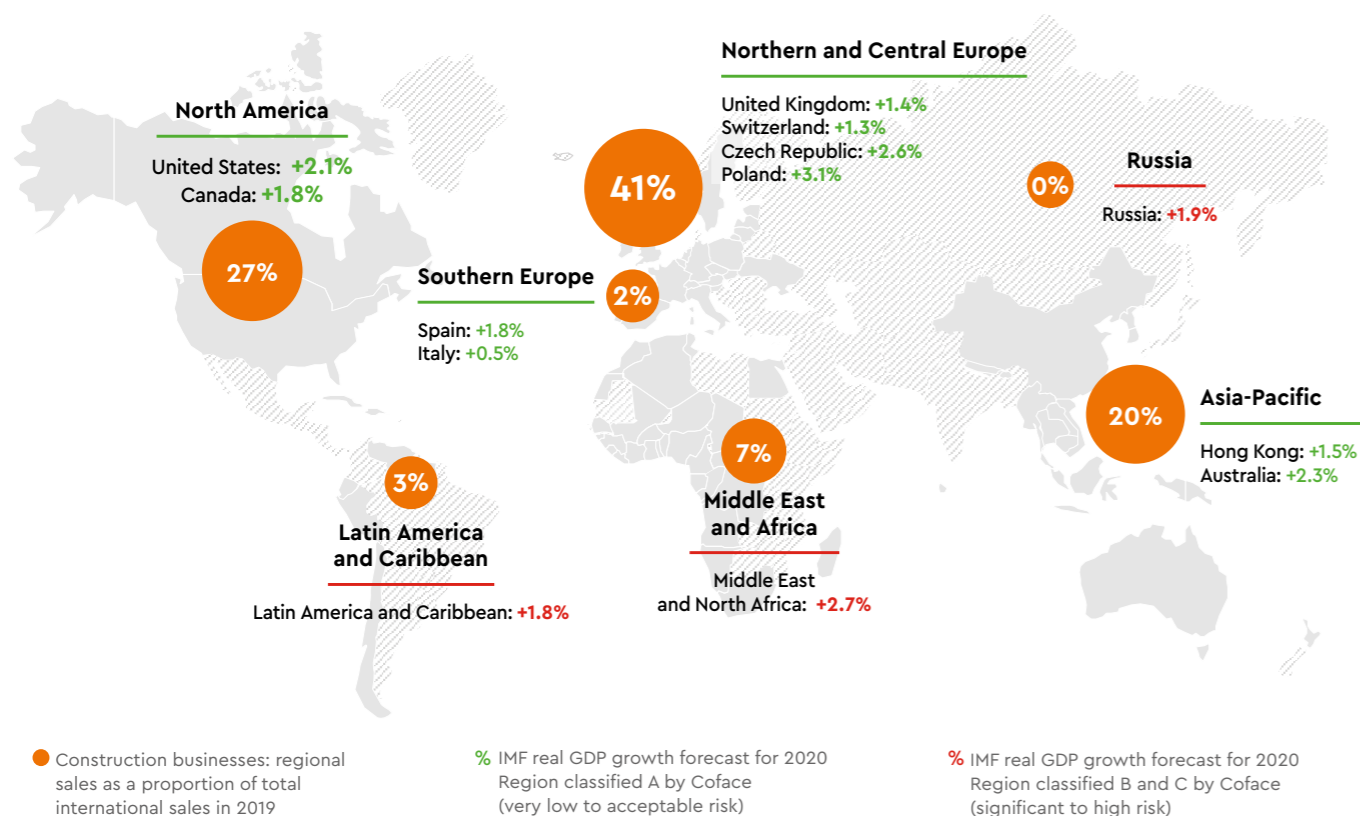 North America
United States: +2.1%
Canada: +1.8%
27%
Northern and Central Europe
United Kingdom: +1.4%
Switzerland: +1.3%
Czech Republic: +2.6%
Poland: +3.1%
41%
Russia
Russia: +1.9%
0%
Southern Europe
Spain: +1.8%
Italy: +0.5%
2%
Asia-Pacific
Hong Kong: +1.5%
Australia: +2.3%
20%
3%
Latin America
and Caribbean
Latin America and Caribbean: +1.8%
7%
Middle East
and Africa
Middle East
and North Africa: +2.7%
Construction businesses: regional
sales as a proportion of total
international sales in 2019
% IMF real GDP growth forecast for 2020
Region classified A by Coface
(very low to acceptable risk)
% IMF real GDP growth forecast for 2020
Region classified B and C by Coface
(significant to high risk)